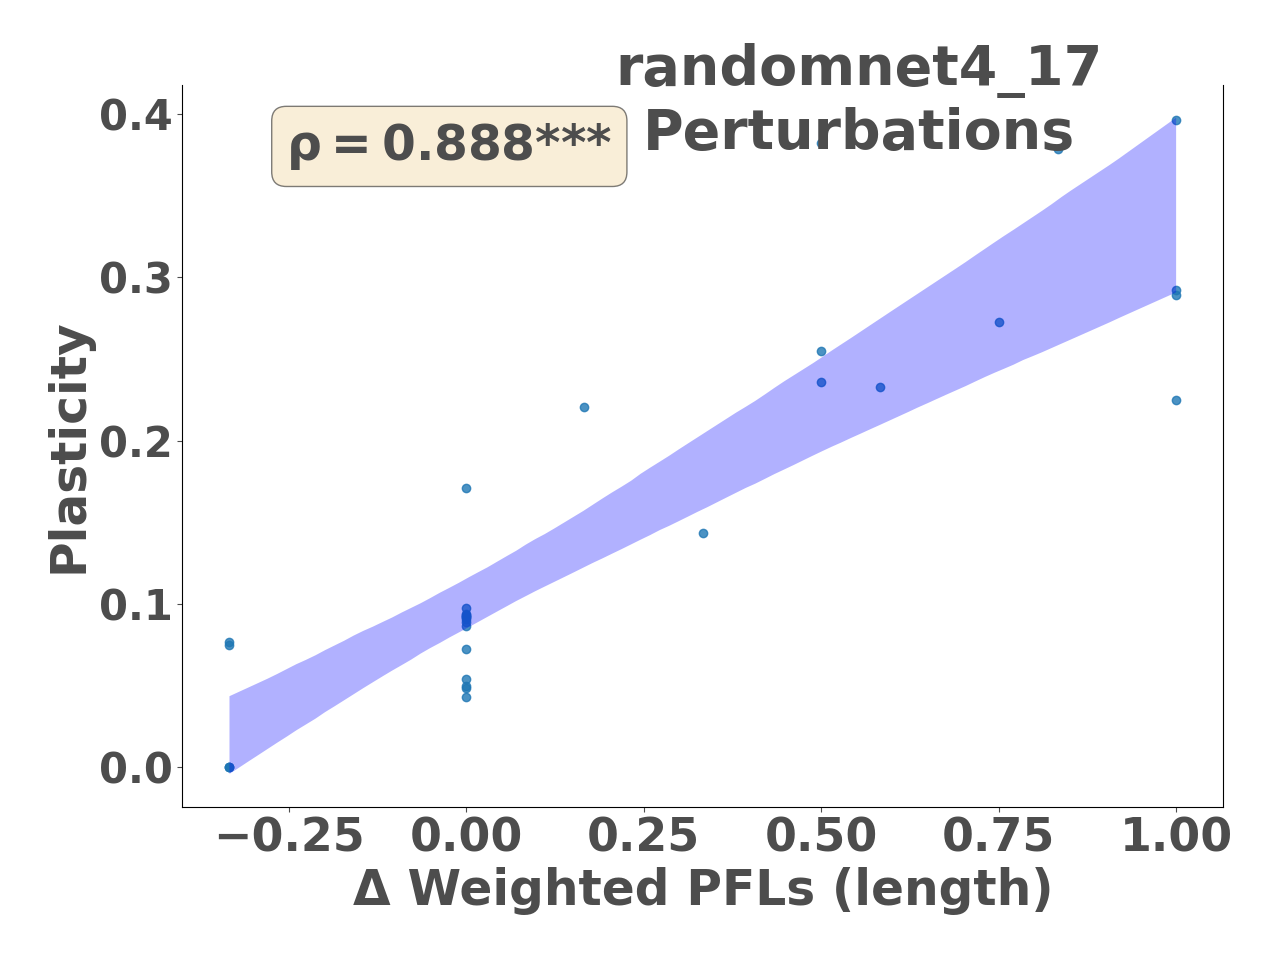 randomnet4_17
Perturbations
ρ = 0.888***
0.4
0.3
0.2
0.1
0.0
Plasticity
−0.25 0.00 0.25 0.50 0.75 1.00
Δ Weighted PFLs (length)